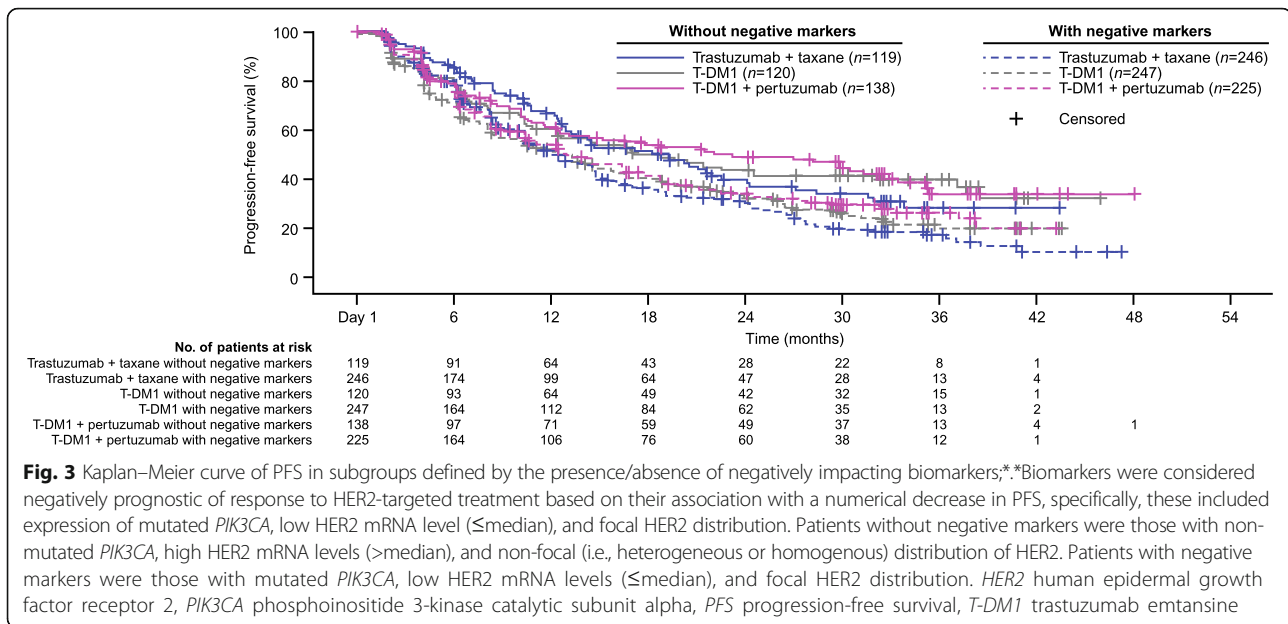 Without negative markers
With negative markers
Trastuzumab + taxane (n=119)
T-DM1 (n=120)
T-DM1 + pertuzumab (n=138)
Trastuzumab + taxane (n=246)
T-DM1 (n=247)
T-DM1 + pertuzumab (n=225)
Censored
Progression-free survival (%)
100
80
60
40
20
0
Day 1 6 12 18 24 30 36 42 48 54
Time (months)
No. of patients at risk
Trastuzumab + taxane without negative markers 119 91 64 43 28 22 8 1
Trastuzumab + taxane with negative markers 246 174 99 64 47 28 13 4
T-DM1 without negative markers 120 93 64 49 42 32 15 1
T-DM1 with negative markers 247 164 112 84 62 35 13 2
T-DM1 + pertuzumab without negative markers 138 97 71 59 49 37 13 4 1
T-DM1 + pertuzumab with negative markers 225 164 106 76 60 38 12 1
Fig. 3 Kaplan–Meier curve of PFS in subgroups defined by the presence/absence of negatively impacting biomarkers;*.*Biomarkers were considered
negatively prognostic of response to HER2-targeted treatment based on their association with a numerical decrease in PFS, specifically, these included
expression of mutated PIK3CA, low HER2 mRNA level (≤median), and focal HER2 distribution. Patients without negative markers were those with non-
mutated PIK3CA, high HER2 mRNA levels (>median), and non-focal (i.e., heterogeneous or homogenous) distribution of HER2. Patients with negative
markers were those with mutated PIK3CA, low HER2 mRNA levels (≤median), and focal HER2 distribution. HER2 human epidermal growth
factor receptor 2, PIK3CA phosphoinositide 3-kinase catalytic subunit alpha, PFS progression-free survival, T-DM1 trastuzumab emtansine